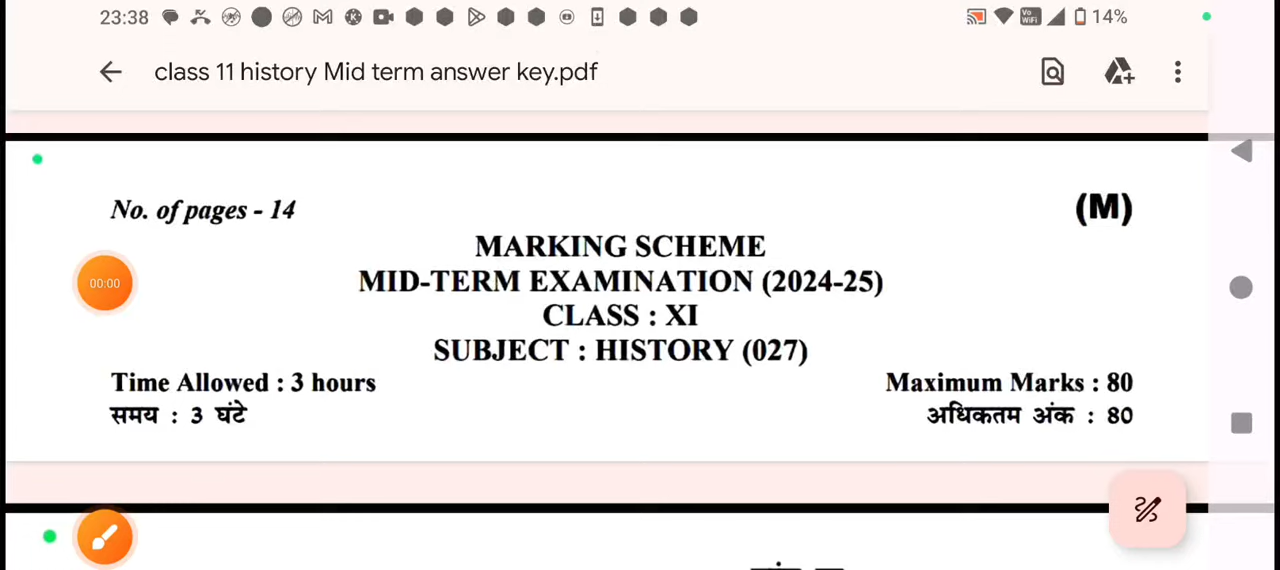 23:38
Vo WiFi
14%
class 11 history Mid term answer key.pdf
No. of pages - 14
(M)
MARKING SCHEME
MID-TERM EXAMINATION (2024-25)
CLASS : XI
SUBJECT : HISTORY (027)
Time Allowed : 3 hours
Maximum Marks : 80
समय : 3 घंटे
अधिकतम अंक : 80
00:00